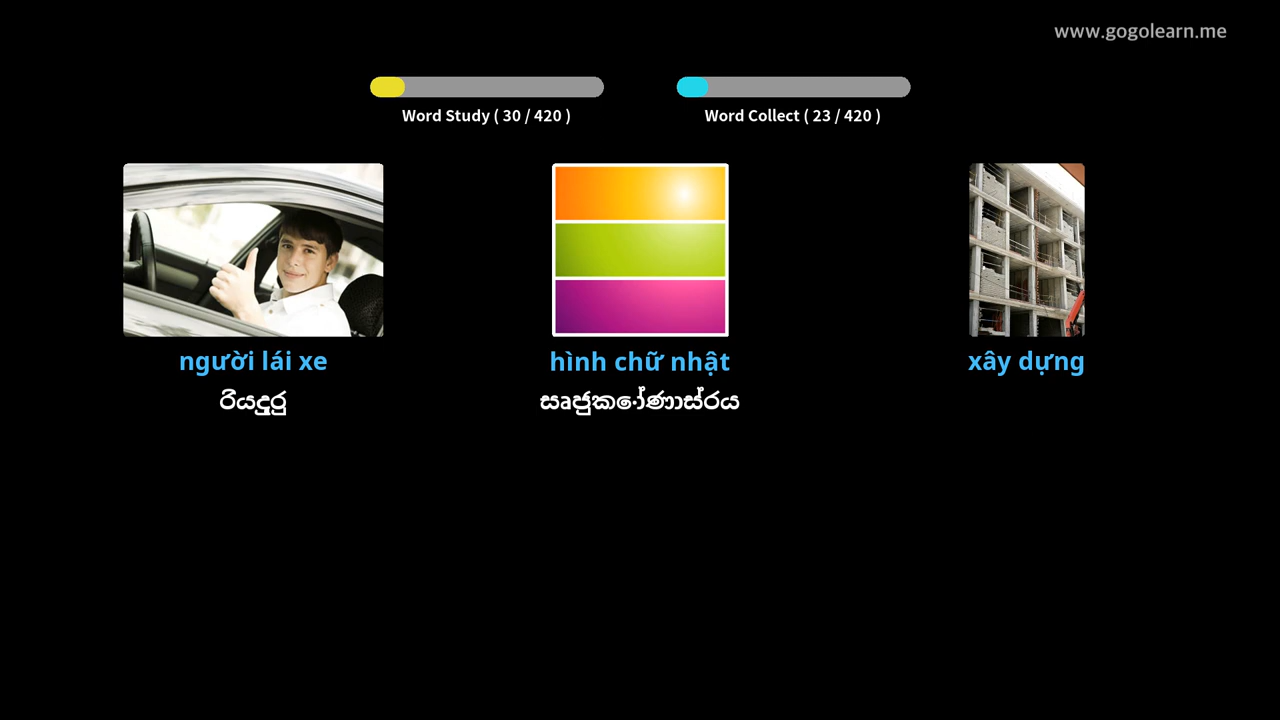 www.gogolearn.me
Word Study ( 30 / 420 )
Word Collect ( 23 / 420 )
người lái xe
hình chữ nhật
xây dựng
රියදුරු
සෘජුකෝණාස්රය